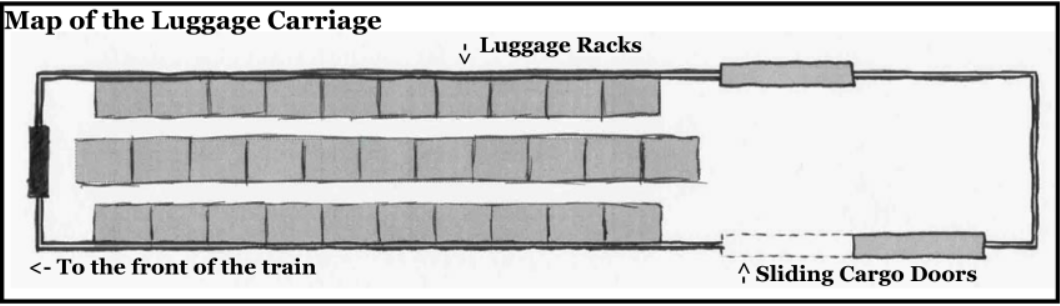 Map of the Luggage Carriage
Luggage Racks
<- To the front of the train
Sliding Cargo Doors